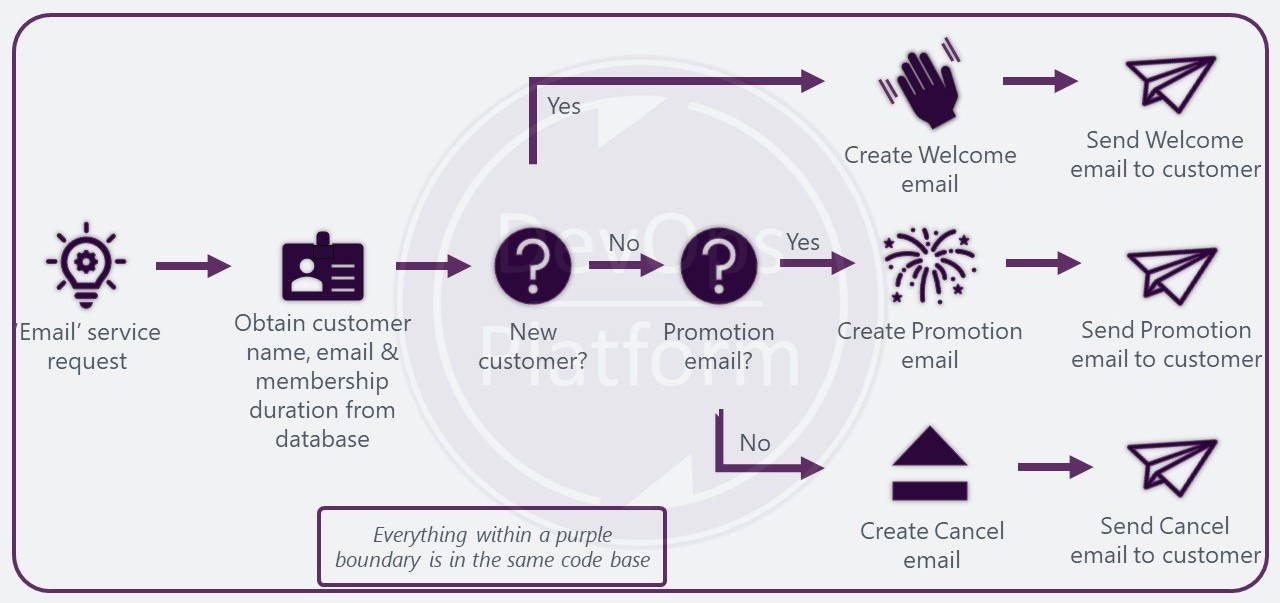 Yes
Create Welcome
email
Send Welcome
email to customer
'Email' service
request
Obtain customer
name, email &
membership
duration from
database
New
customer?
No
Promotion
email?
Yes
Create Promotion
email
Send Promotion
email to customer
No
Create Cancel
email
Send Cancel
email to customer
Everything within a purple
boundary is in the same code base
DevOps
Platform